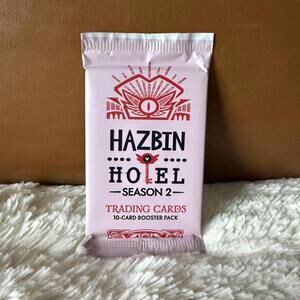 HAZBIN
HOTEL
SEASON 2
TRADING CARDS
10-CARD BOOSTER PACK